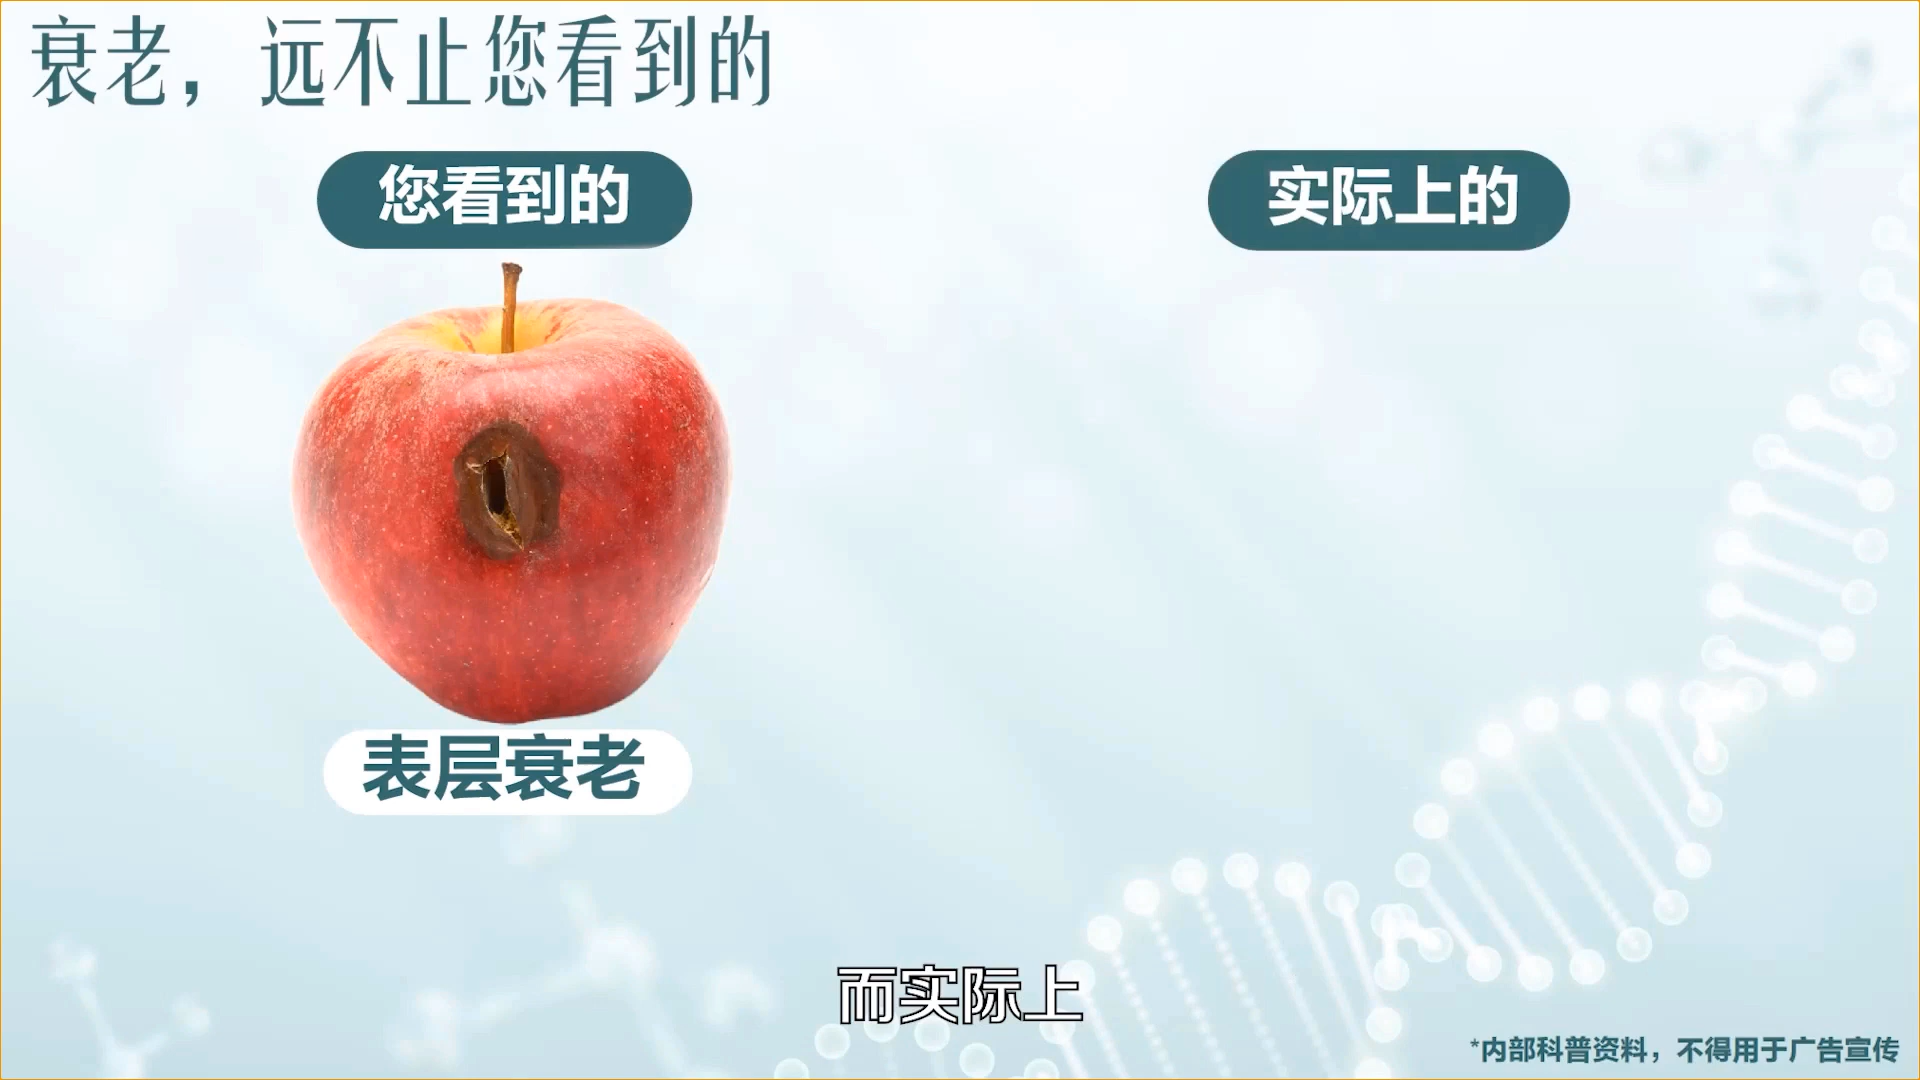 衰老，远不止您看到的
您看到的
实际上的
表层衰老
而实际上
*内部科普资料，不得用于广告宣传